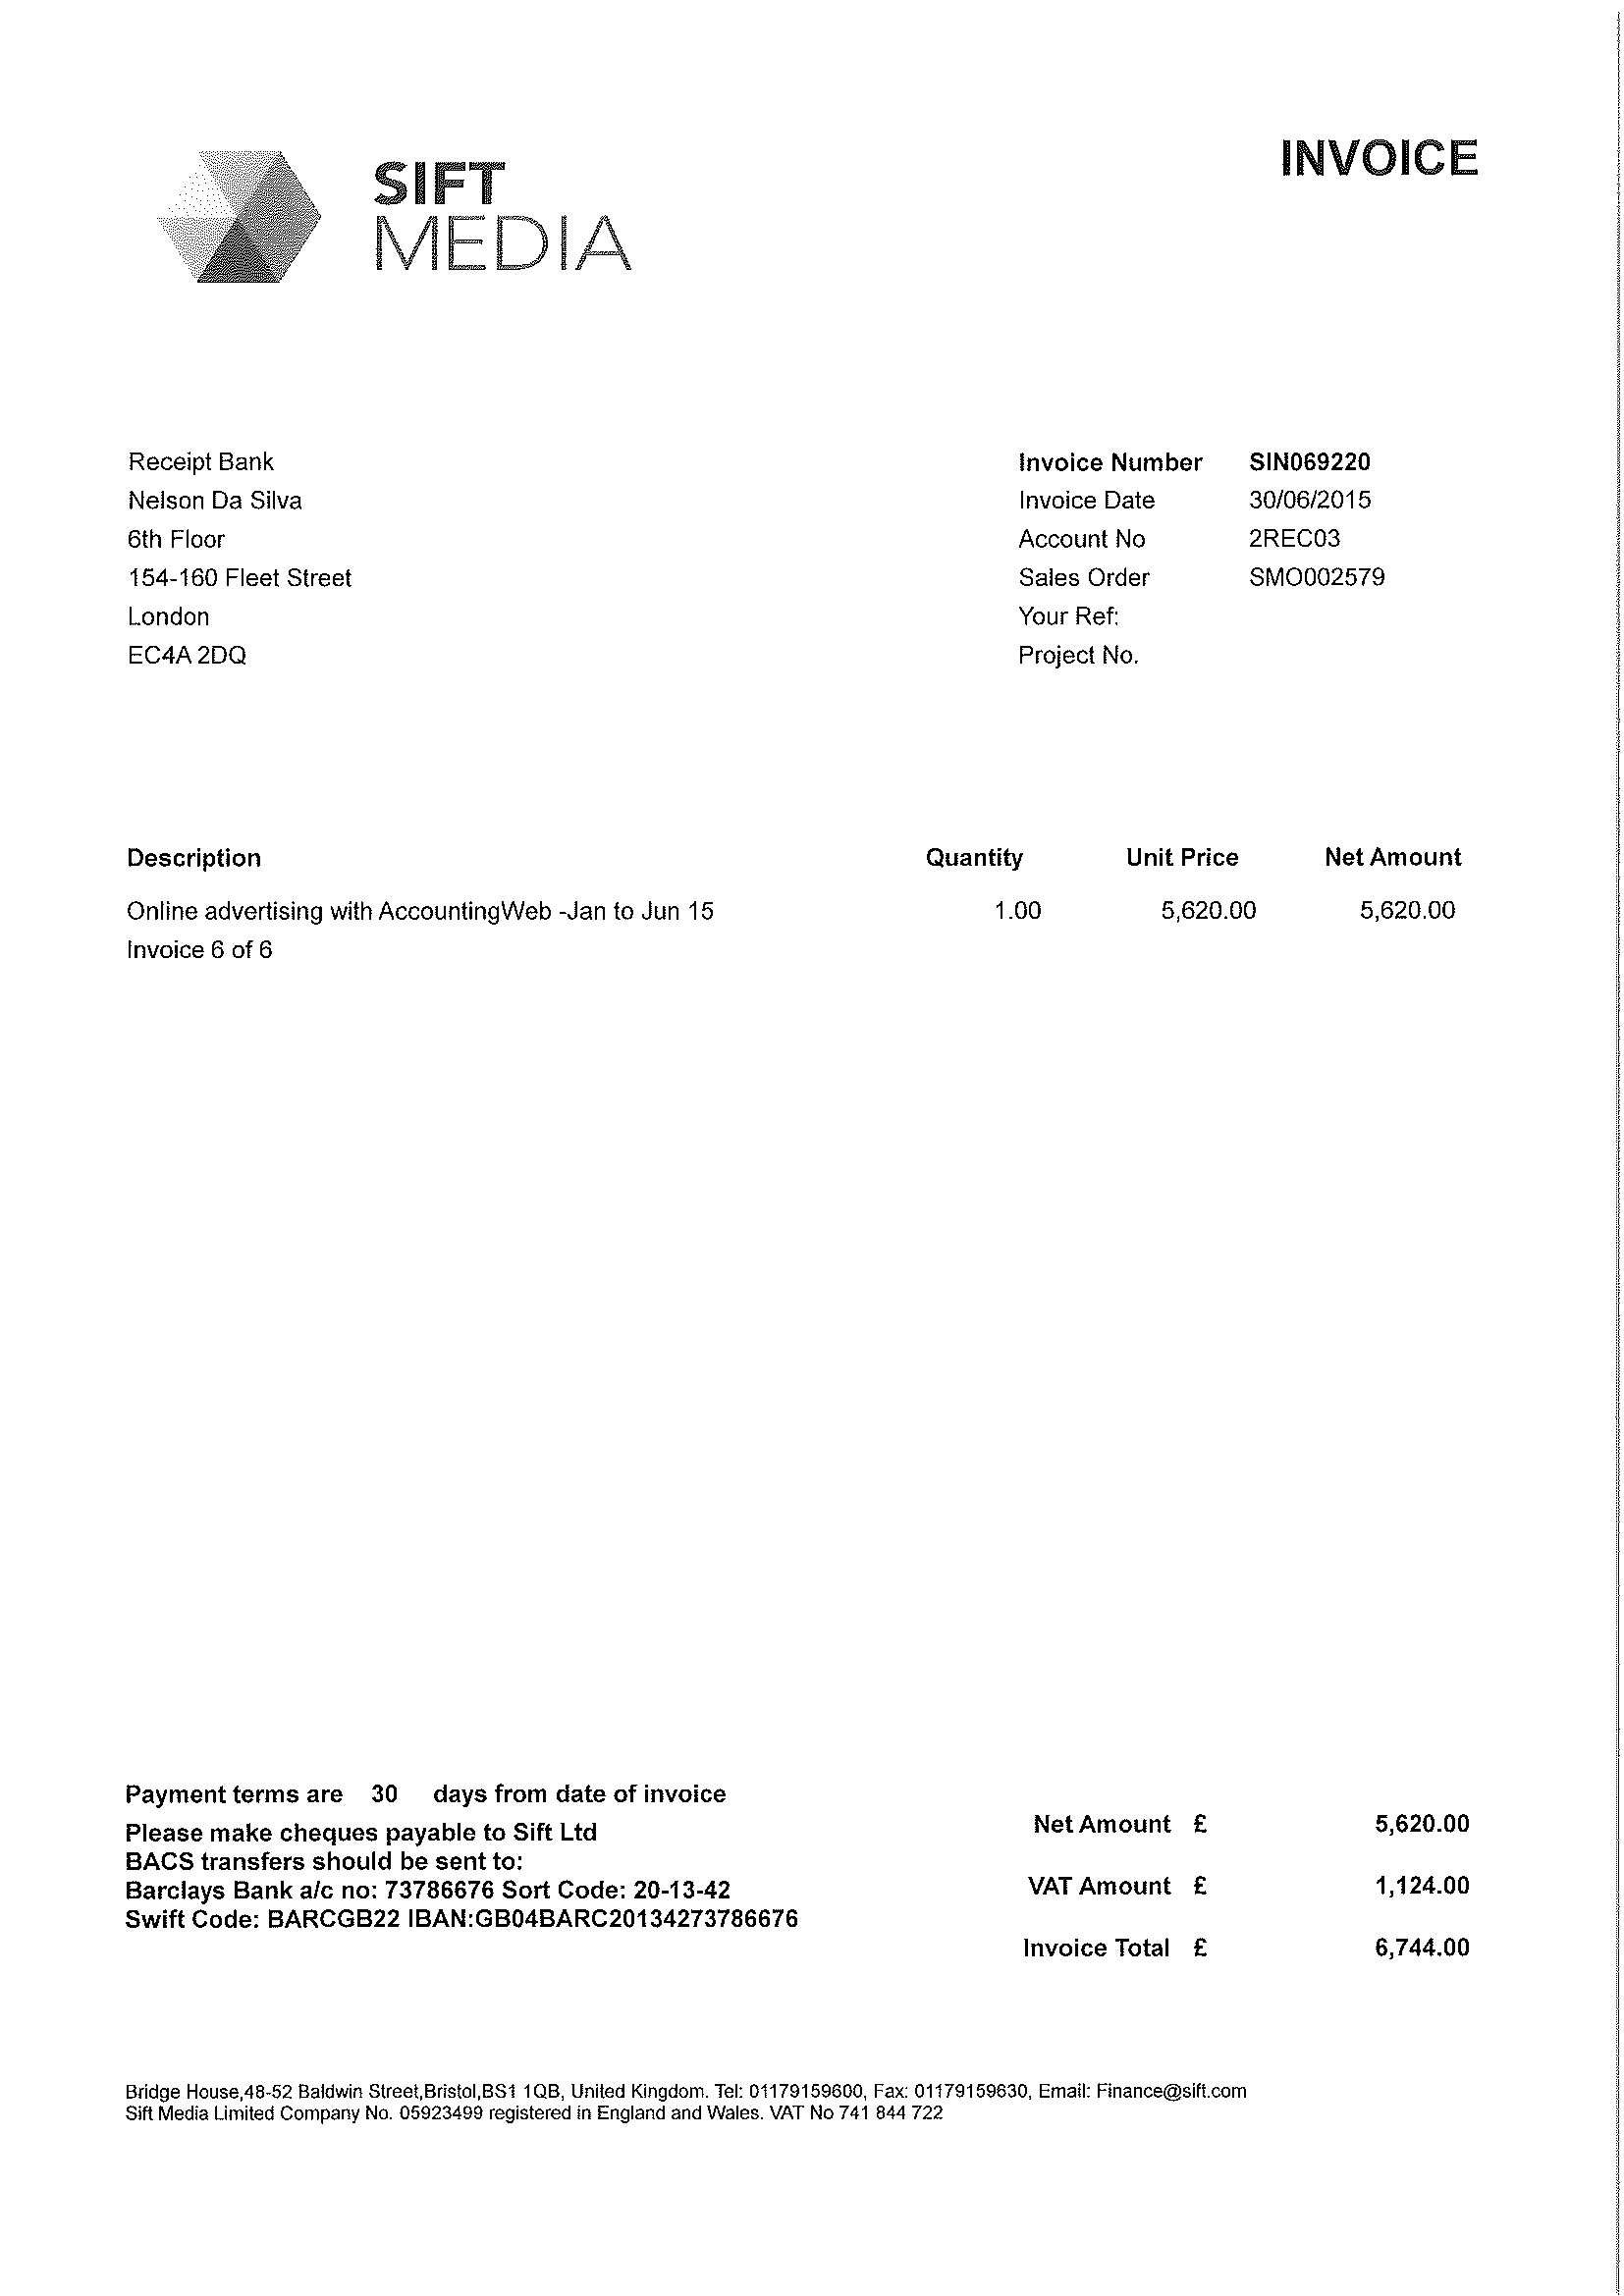 INVOICE
SIFT
MEDIA
Receipt Bank
Nelson Da Silva
6th Floor
154-160 Fleet Street
London
EC4A 2DQ
Invoice Number SIN069220
Invoice Date 30/06/2015
Account No 2REC03
Sales Order SMO002579
Your Ref:
Project No.
Description Quantity Unit Price Net Amount
Online advertising with AccountingWeb -Jan to Jun 15 1.00 5,620.00 5,620.00
Invoice 6 of 6
Payment terms are 30 days from date of invoice
Please make cheques payable to Sift Ltd
BACS transfers should be sent to:
Barclays Bank a/c no: 73786676 Sort Code: 20-13-42
Swift Code: BARCGB22 IBAN:GB04BARC20134273786676
Net Amount £ 5,620.00
VAT Amount £ 1,124.00
Invoice Total £ 6,744.00
Bridge House,48-52 Baldwin Street,Bristol,BS1 1QB, United Kingdom. Tel: 01179159600, Fax: 01179159630, Email: Finance@sift.com
Sift Media Limited Company No. 05923499 registered in England and Wales. VAT No 741 844 722